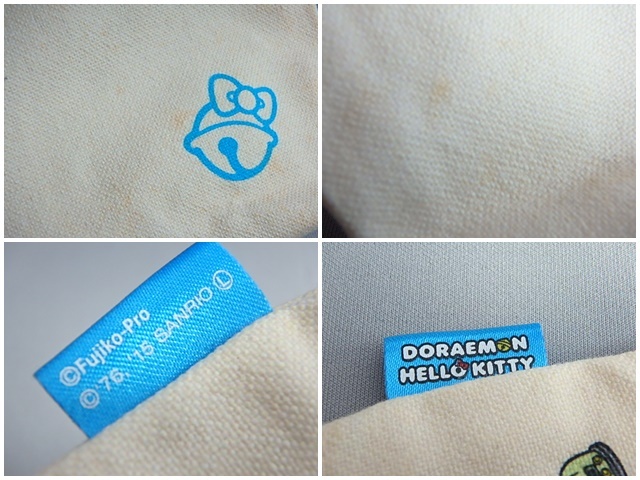 ©Fujiko-Pro
© 76, '15 SANRIO Ⓛ
DORAEMON
HELLO KITTY